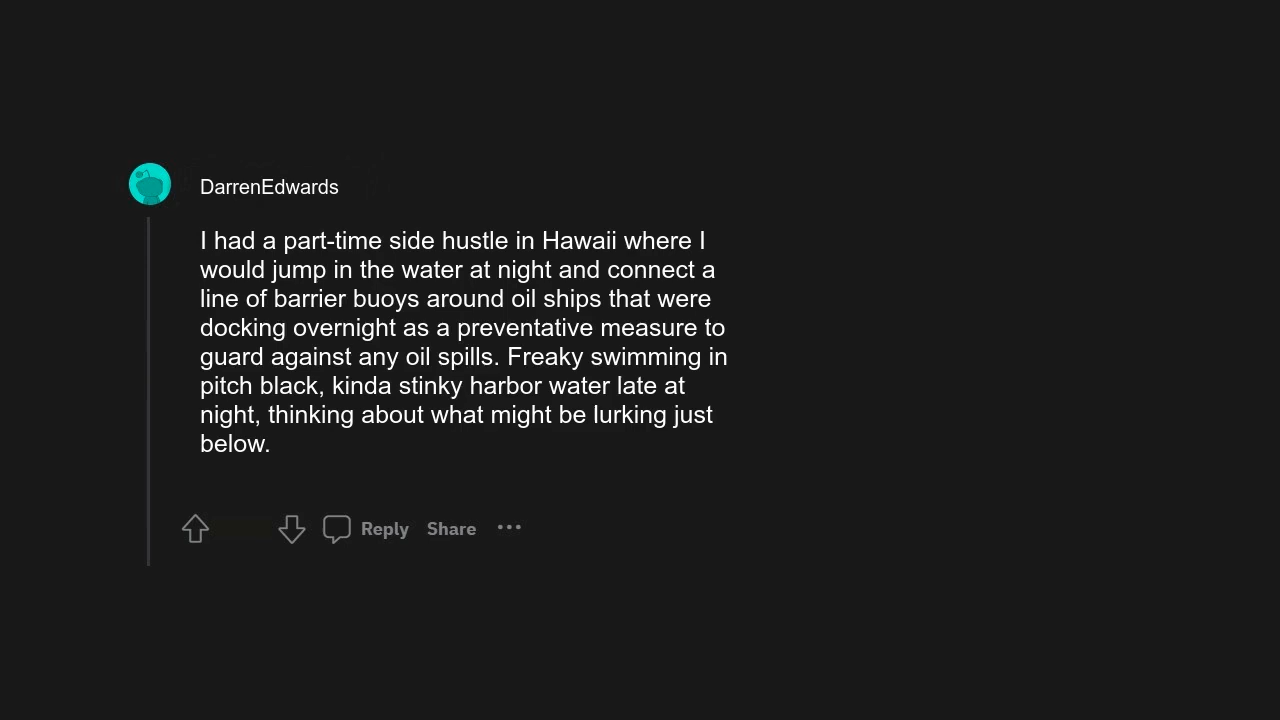 DarrenEdwards
I had a part-time side hustle in Hawaii where I
would jump in the water at night and connect a
line of barrier buoys around oil ships that were
docking overnight as a preventative measure to
guard against any oil spills. Freaky swimming in
pitch black, kinda stinky harbor water late at
night, thinking about what might be lurking just
below.
Reply Share